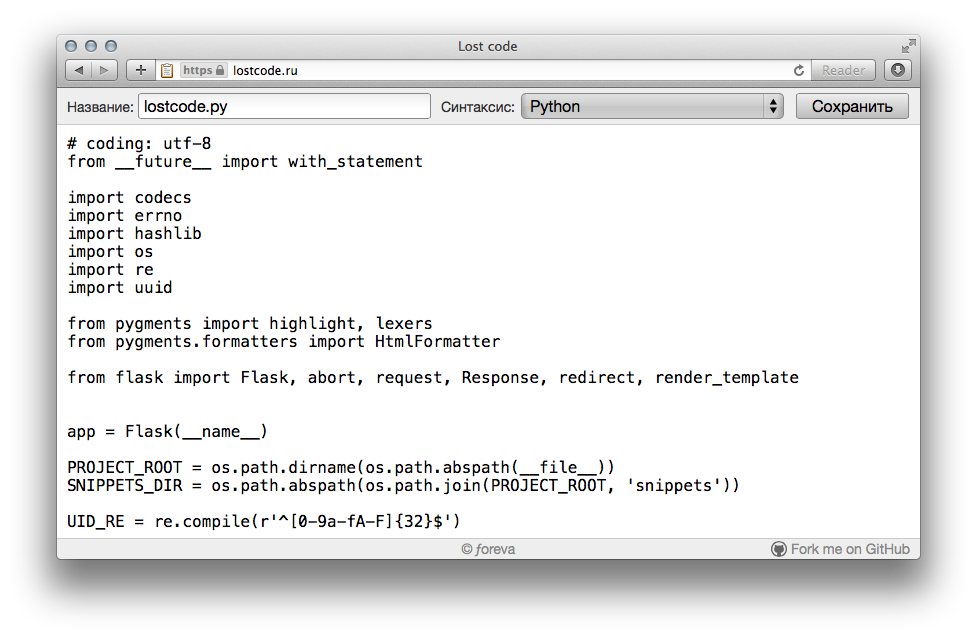 Lost code
https lostcode.ru Reader
Название: lostcode.py Синтаксис: Python Сохранить
# coding: utf-8
from __future__ import with_statement
import codecs
import errno
import hashlib
import os
import re
import uuid
from pygments import highlight, lexers
from pygments.formatters import HtmlFormatter
from flask import Flask, abort, request, Response, redirect, render_template
app = Flask(__name__)
PROJECT_ROOT = os.path.dirname(os.path.abspath(__file__))
SNIPPETS_DIR = os.path.abspath(os.path.join(PROJECT_ROOT, 'snippets'))
UID_RE = re.compile(r'^[0-9a-fA-F]{32}$')
© ƒoreva Fork me on GitHub